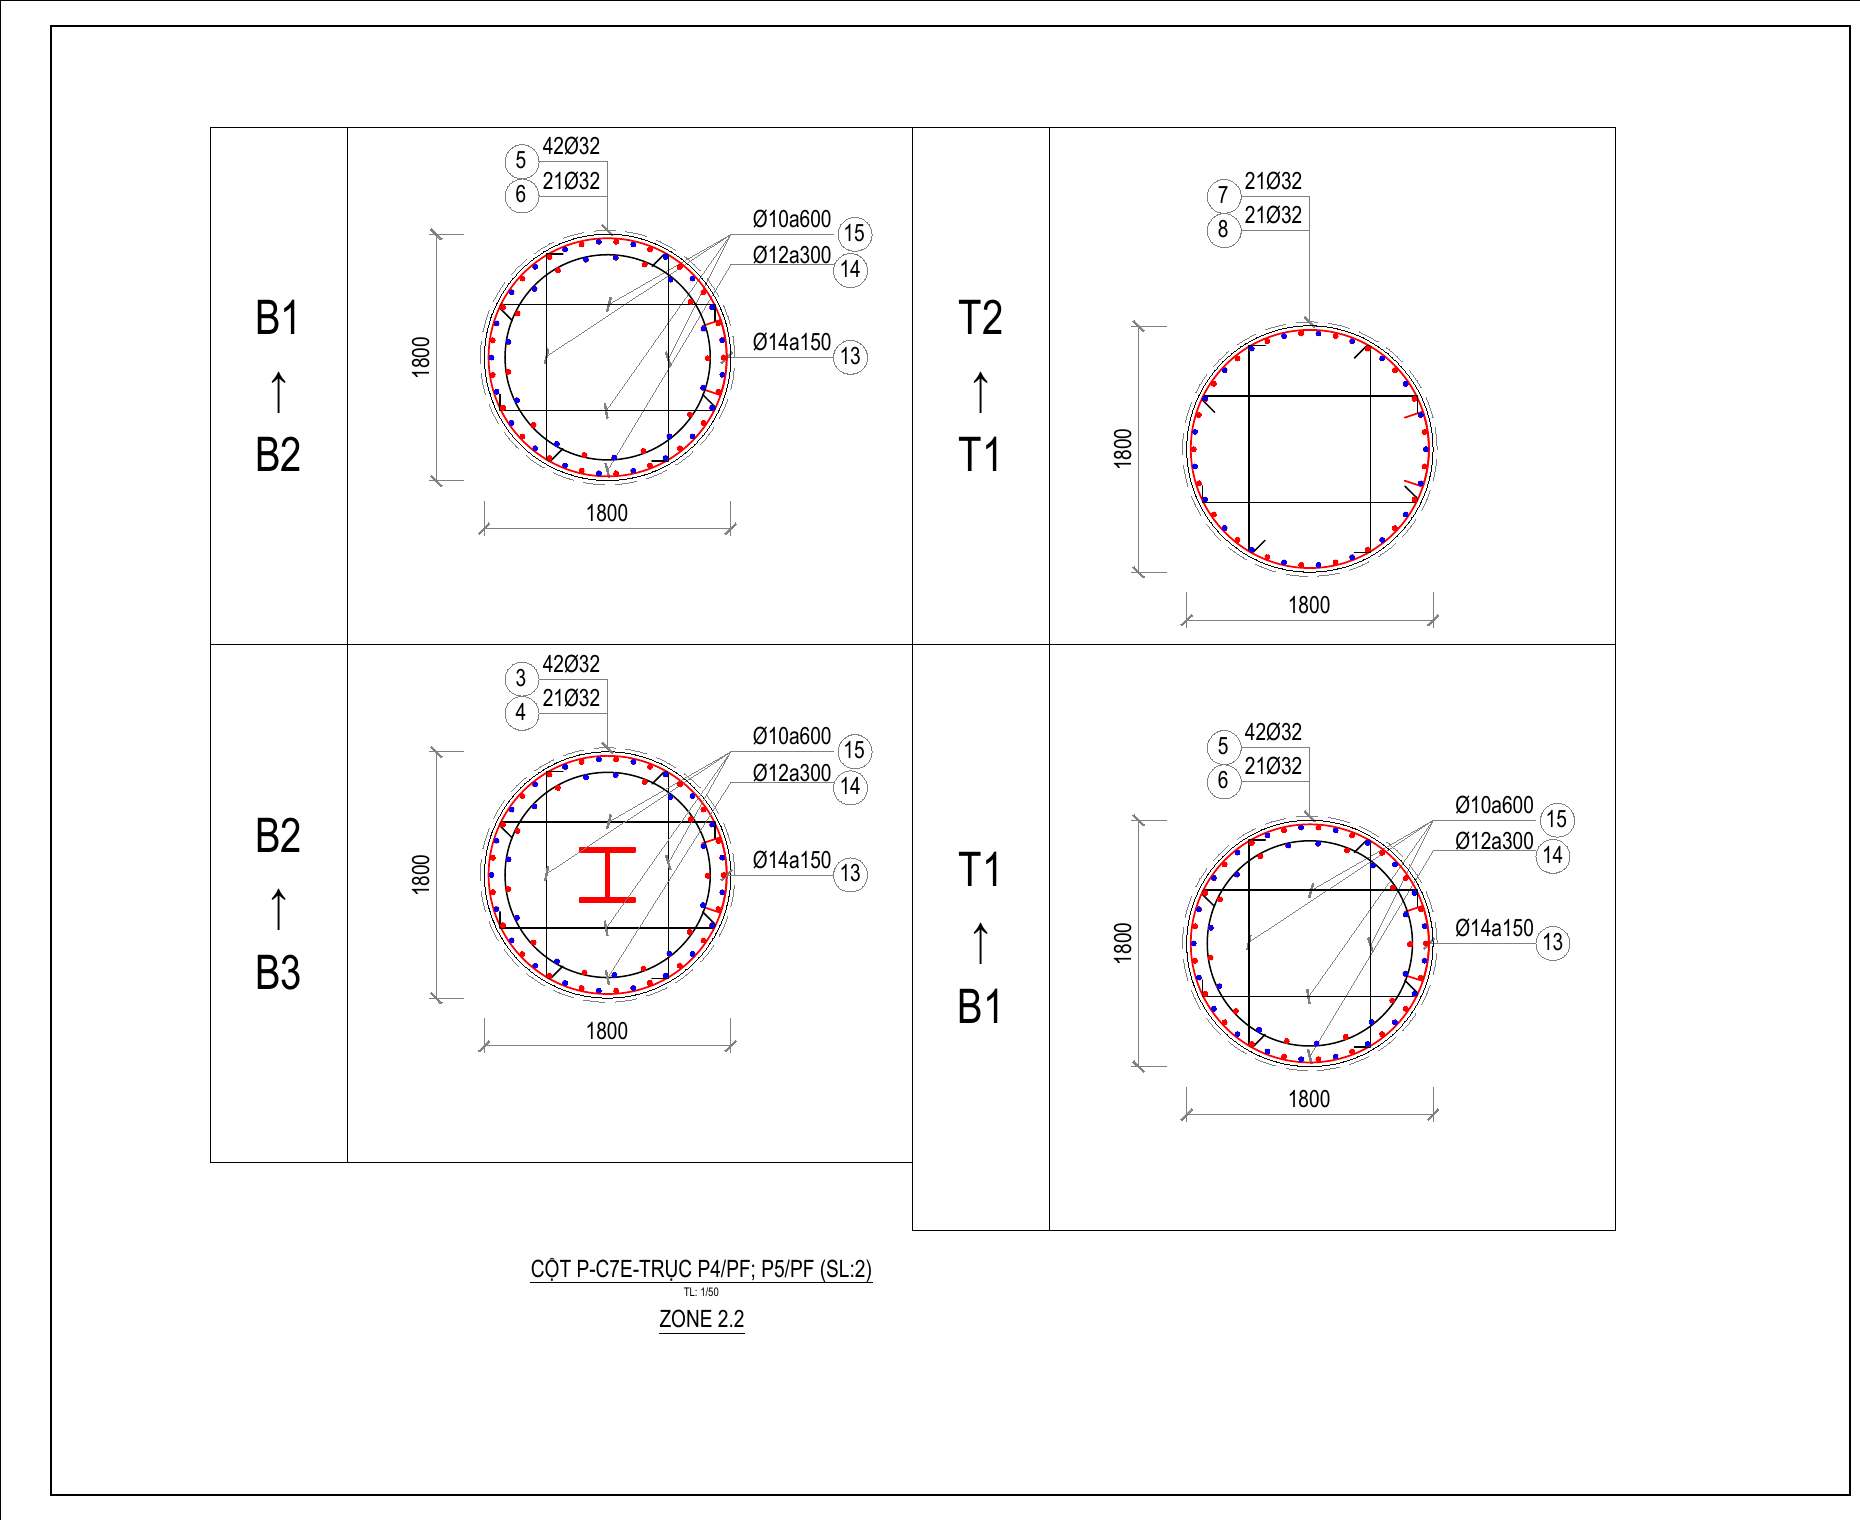 B1
↑
B2
5 42Ø32
6 21Ø32
Ø10a600 15
Ø12a300 14
Ø14a150 13
1800
1800
T2
↑
T1
7 21Ø32
8 21Ø32
1800
1800
B2
↑
B3
3 42Ø32
4 21Ø32
Ø10a600 15
Ø12a300 14
Ø14a150 13
1800
1800
T1
↑
B1
5 42Ø32
6 21Ø32
Ø10a600 15
Ø12a300 14
Ø14a150 13
1800
1800
CỘT P-C7E-TRỤC P4/PF; P5/PF (SL:2)
TL: 1/50
ZONE 2.2